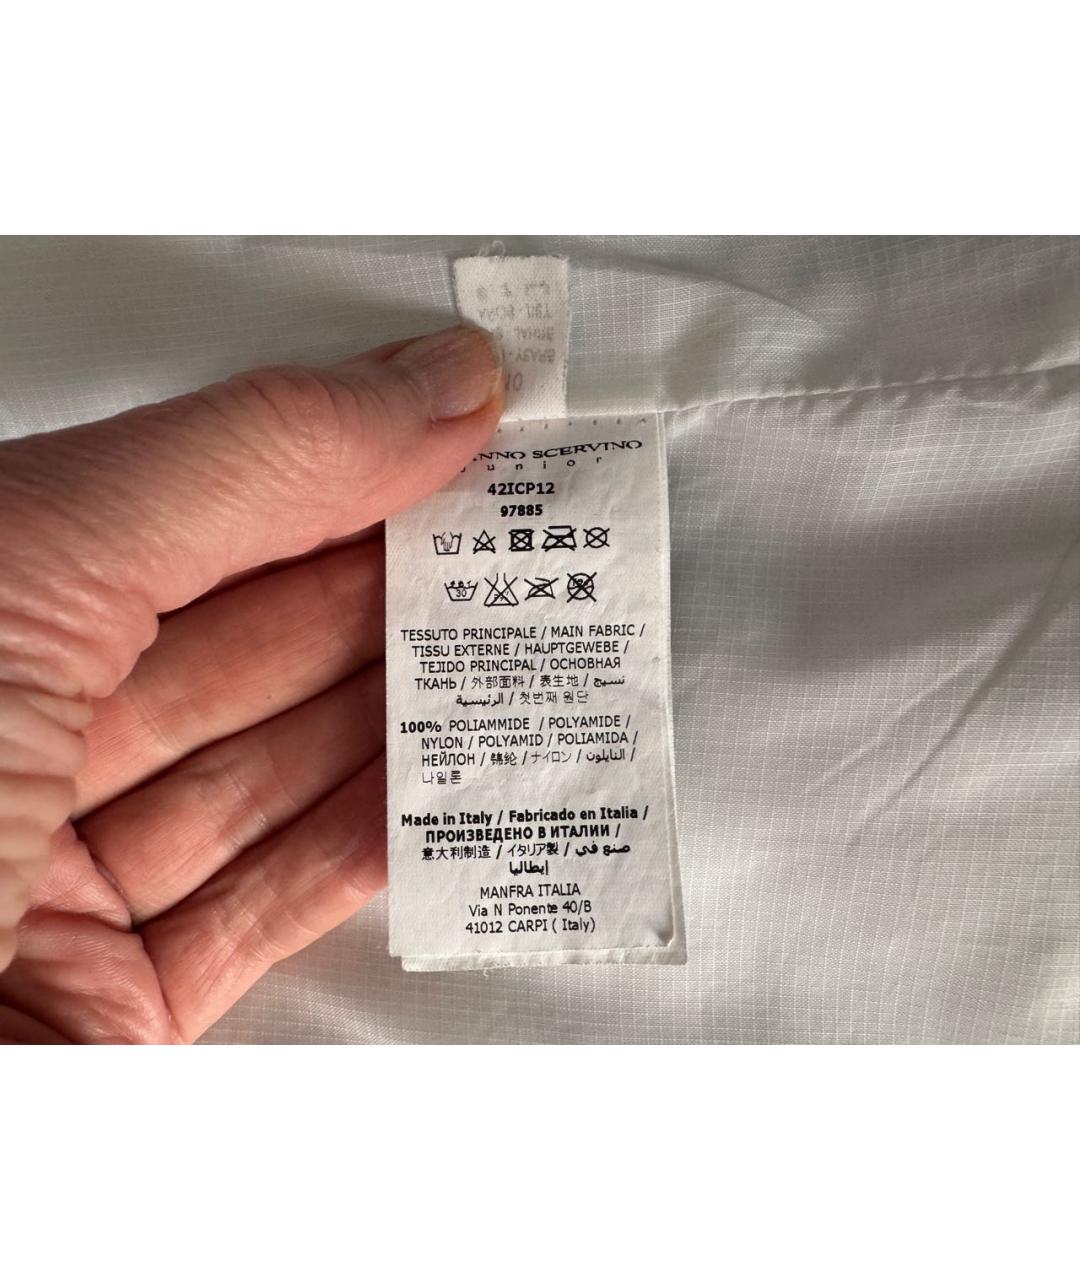 NNO SCERVINO
unior
42ICP12
97885
30
TESSUTO PRINCIPALE / MAIN FABRIC /
TISSU EXTERNE / HAUPTGEWEBE /
TEJIDO PRINCIPAL / ОСНОВНАЯ
ТКАНЬ / 外部面料 / 表生地 / نسيج
الرئيسية / 첫번째 원단
100% POLIAMMIDE / POLYAMIDE /
NYLON / POLYAMID / POLIAMIDA /
НЕЙЛОН / 锦纶 / ナイロン / النايلون /
나일론
Made in Italy / Fabricado en Italia /
ПРОИЗВЕДЕНО В ИТАЛИИ /
意大利制造 / イタリア製 / صنع في
إيطاليا
MANFRA ITALIA
Via N Ponente 40/B
41012 CARPI ( Italy)